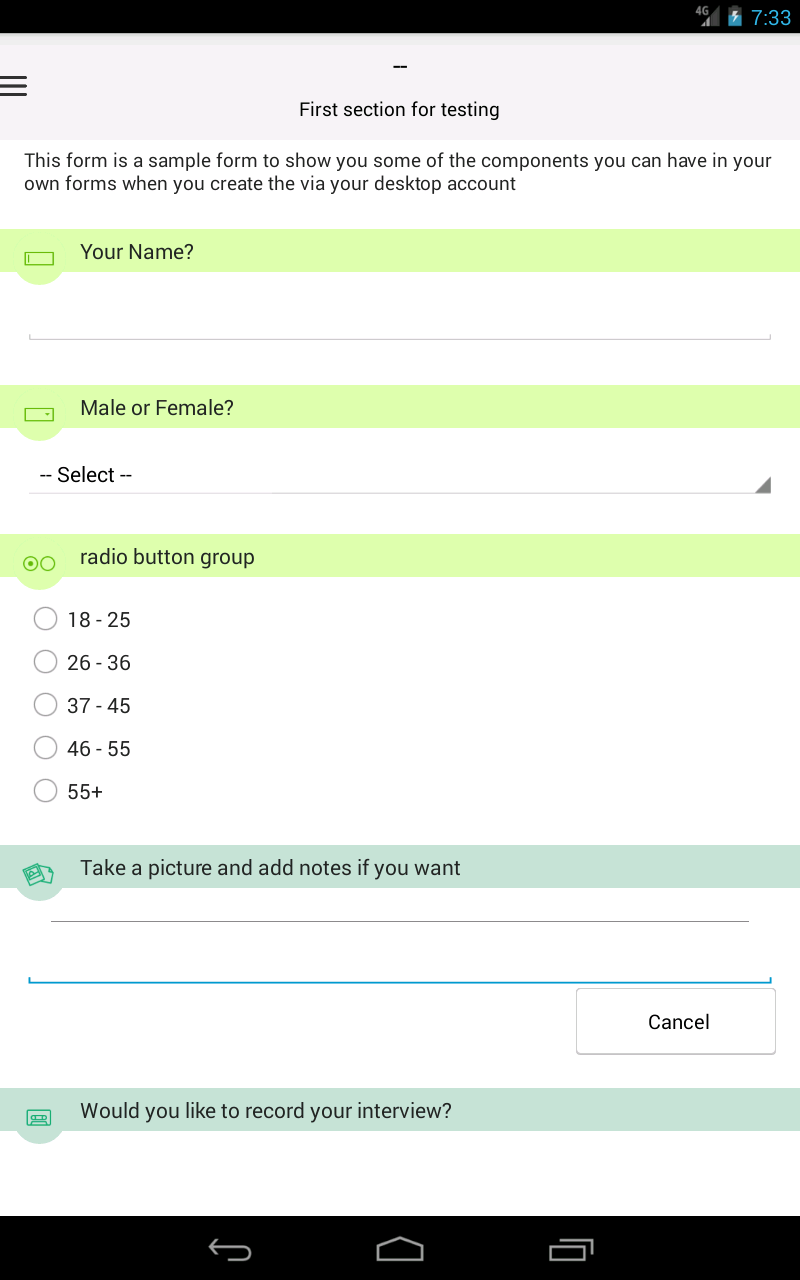 4G 7:33
--
First section for testing
This form is a sample form to show you some of the components you can have in your
own forms when you create the via your desktop account
Your Name?
Male or Female?
-- Select --
radio button group
18 - 25
26 - 36
37 - 45
46 - 55
55+
Take a picture and add notes if you want
Cancel
Would you like to record your interview?